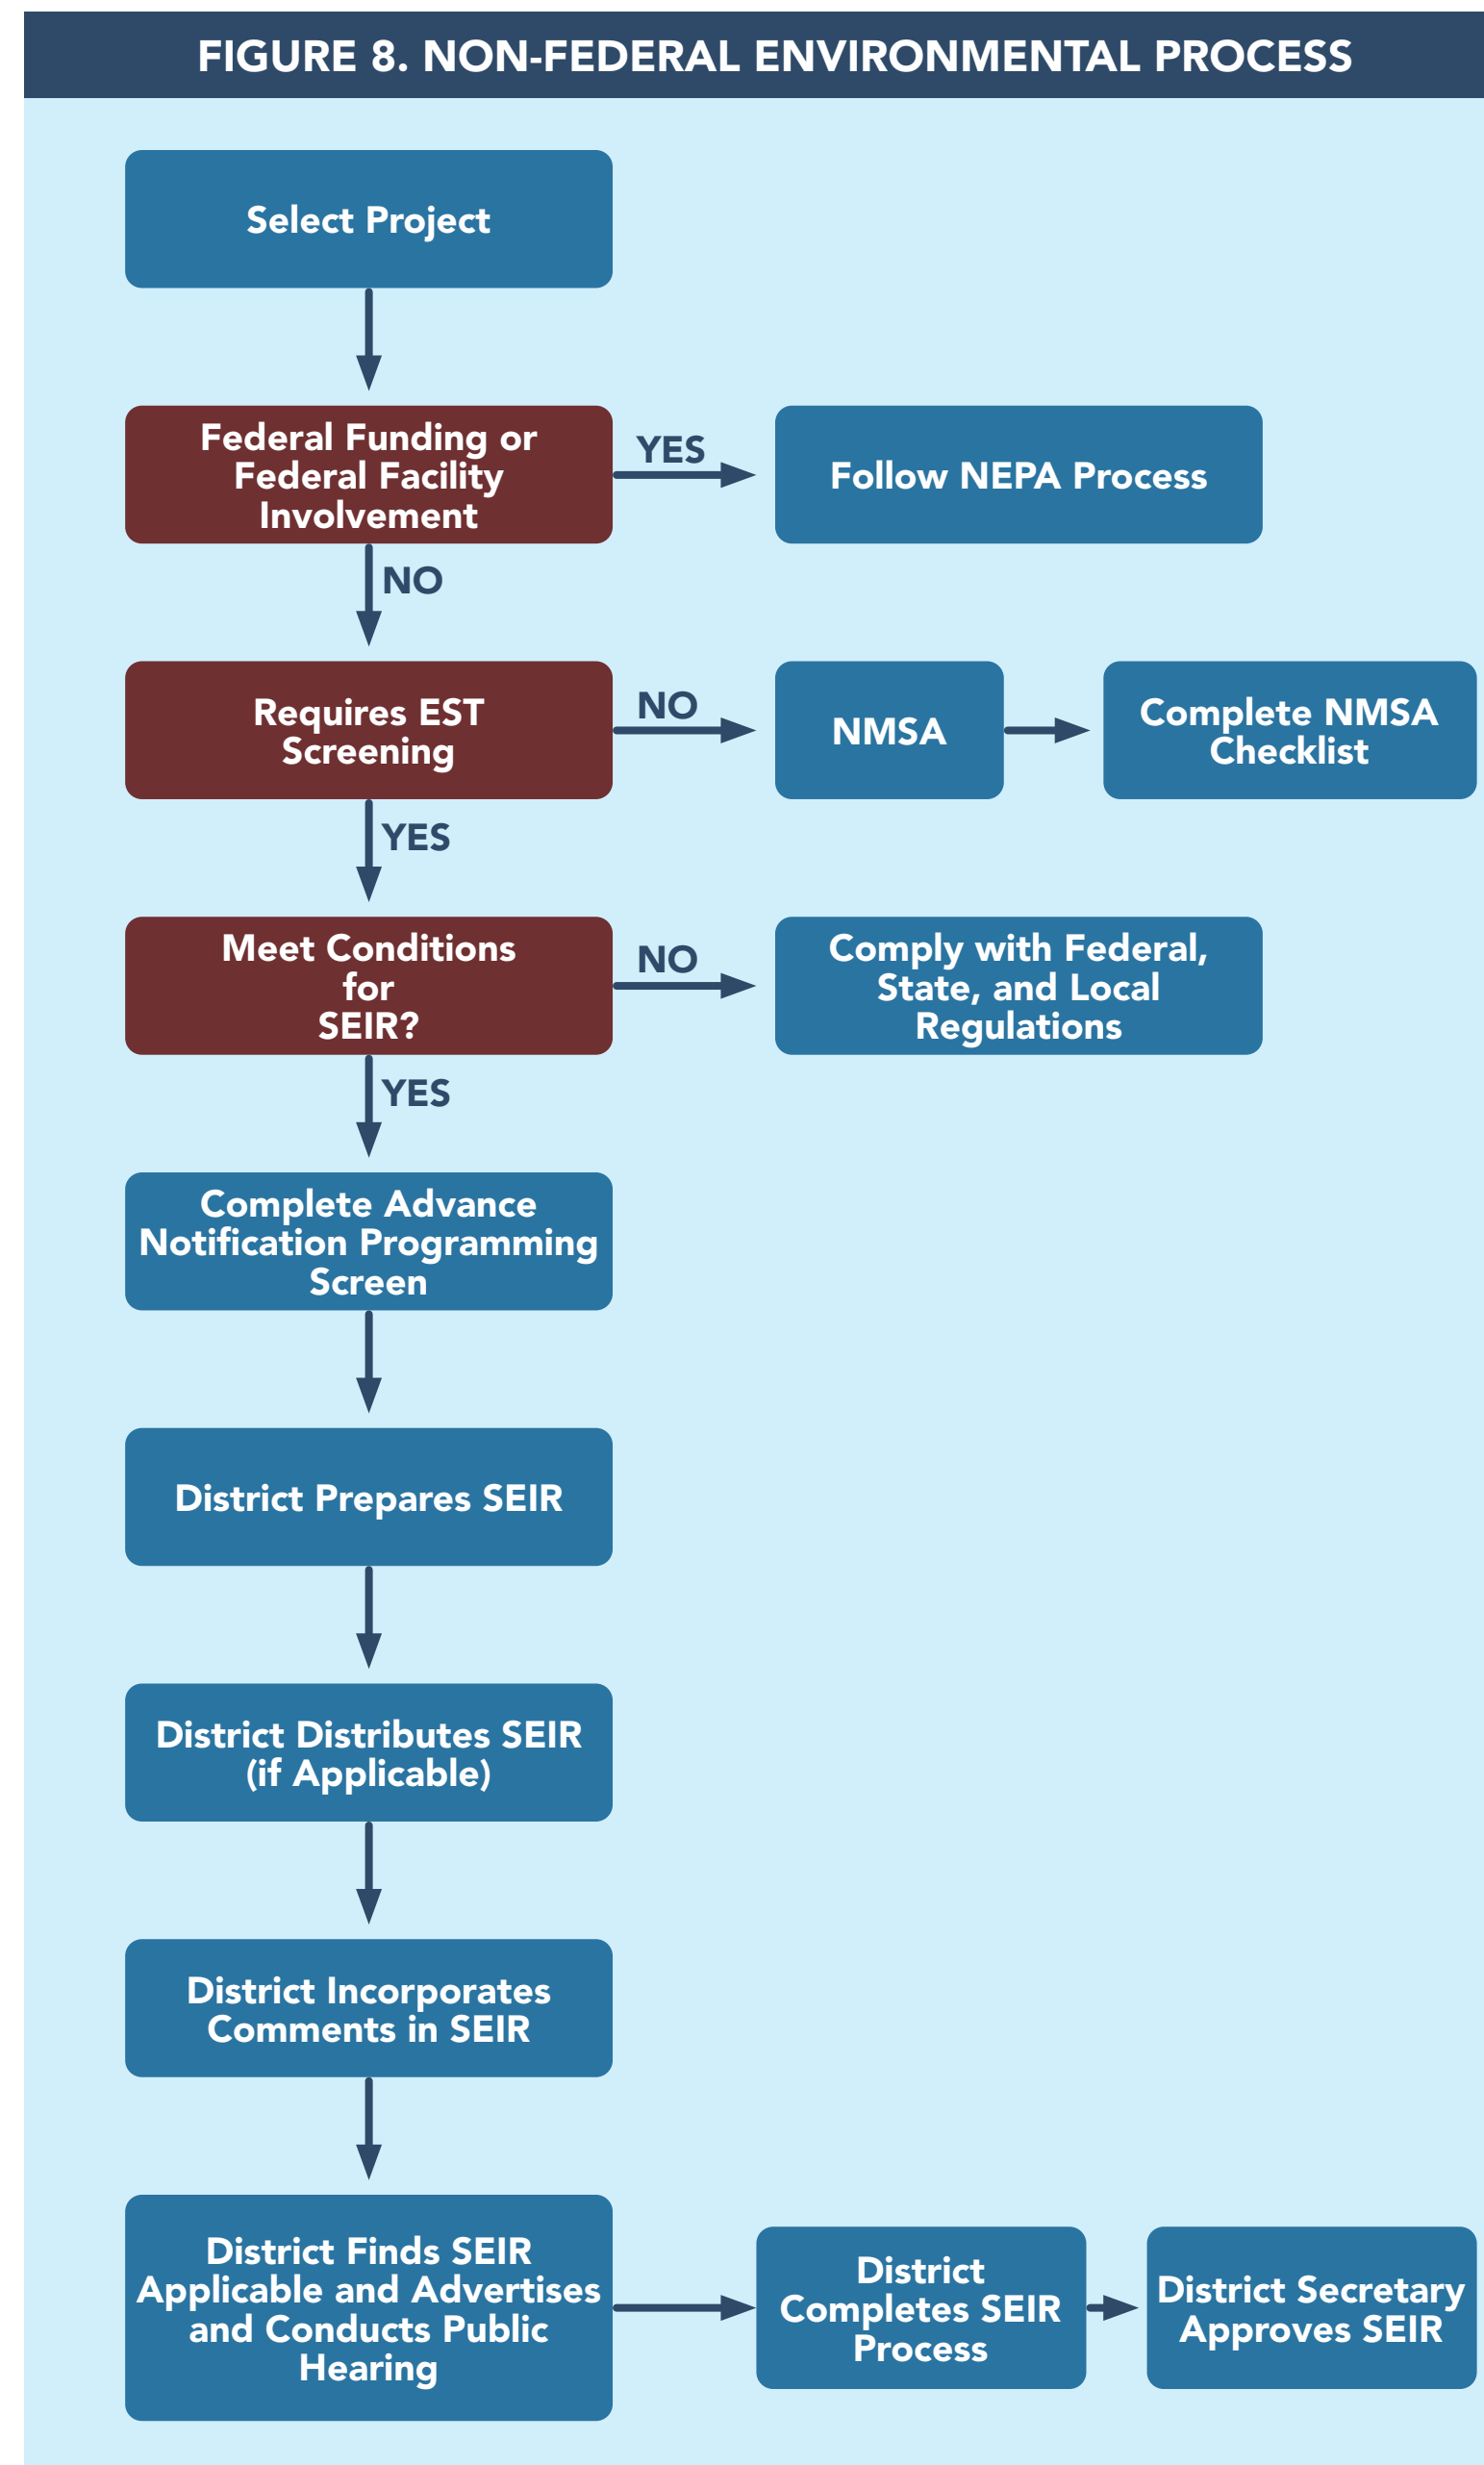 FIGURE 8. NON-FEDERAL ENVIRONMENTAL PROCESS
Select Project
Federal Funding or
Federal Facility
Involvement
YES
Follow NEPA Process
NO
Requires EST
Screening
NO
NMSA
Complete NMSA
Checklist
YES
Meet Conditions
for
SEIR?
NO
Comply with Federal,
State, and Local
Regulations
YES
Complete Advance
Notification Programming
Screen
District Prepares SEIR
District Distributes SEIR
(if Applicable)
District Incorporates
Comments in SEIR
District Finds SEIR
Applicable and Advertises
and Conducts Public
Hearing
District
Completes SEIR
Process
District Secretary
Approves SEIR